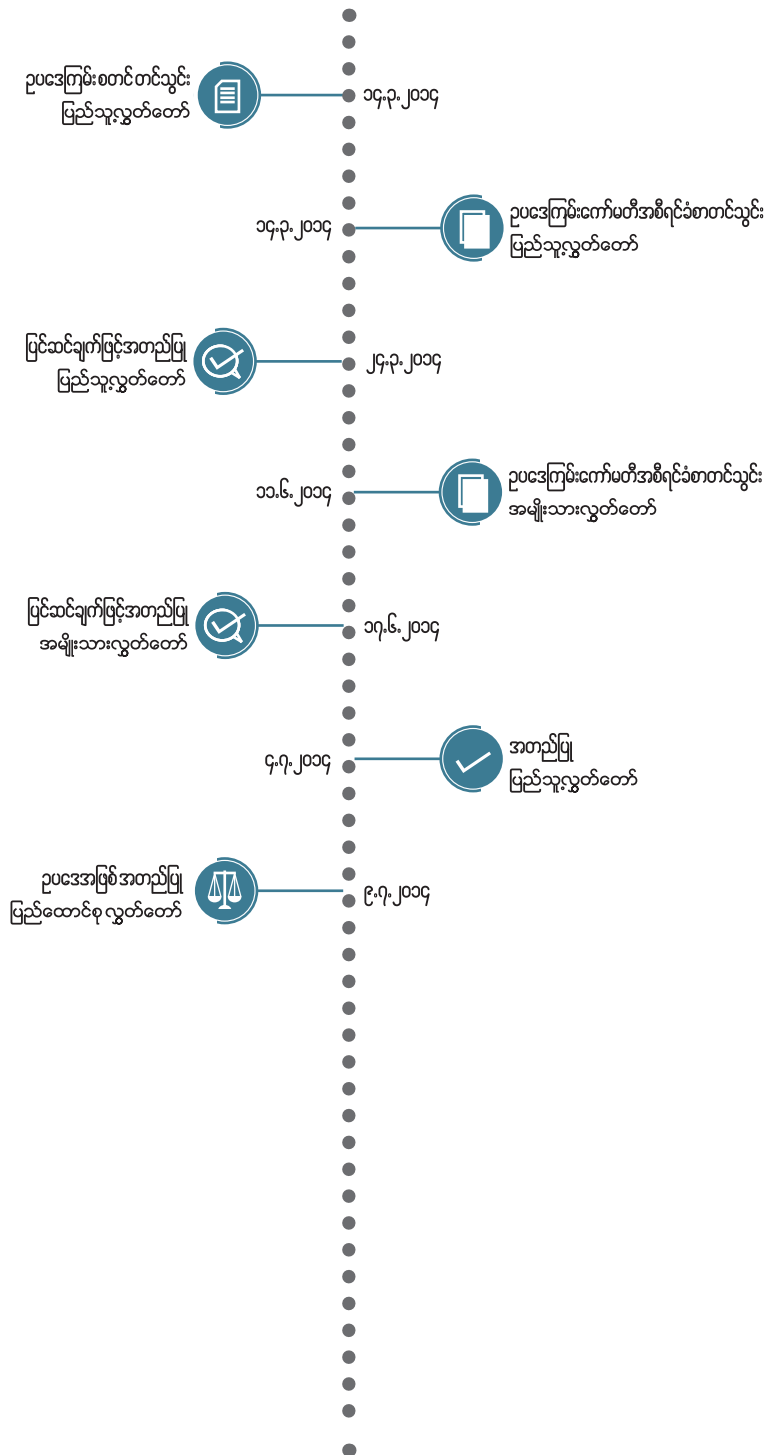 ဥပဒေကြမ်းစတင်တင်သွင်း
ပြည်သူ့လွှတ်တော်
၁၄.၃.၂၀၁၄
၁၄.၃.၂၀၁၄
ဥပဒေကြမ်းကော်မတီအစီရင်ခံစာတင်သွင်း
ပြည်သူ့လွှတ်တော်
ပြင်ဆင်ချက်ဖြင့်အတည်ပြု
ပြည်သူ့လွှတ်တော်
၂၄.၃.၂၀၁၄
၁၁.၆.၂၀၁၄
ဥပဒေကြမ်းကော်မတီအစီရင်ခံစာတင်သွင်း
အမျိုးသားလွှတ်တော်
ပြင်ဆင်ချက်ဖြင့်အတည်ပြု
အမျိုးသားလွှတ်တော်
၁၇.၆.၂၀၁၄
၄.၇.၂၀၁၄
အတည်ပြု
ပြည်သူ့လွှတ်တော်
ဥပဒေအဖြစ်အတည်ပြု
ပြည်ထောင်စုလွှတ်တော်
၉.၇.၂၀၁၄